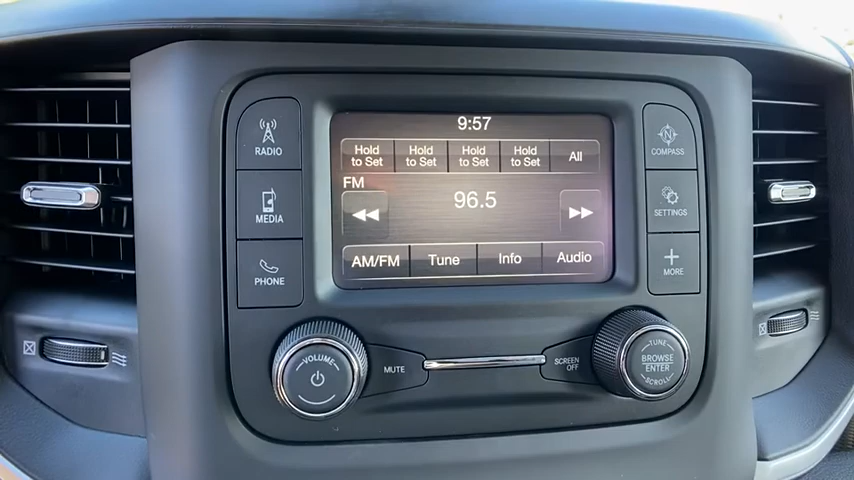 9:57
Hold to Set
Hold to Set
Hold to Set
Hold to Set
All
FM
96.5
AM/FM
Tune
Info
Audio
RADIO
MEDIA
PHONE
N
COMPASS
SETTINGS
MORE
VOLUME
MUTE
SCREEN
OFF
TUNE
BROWSE
ENTER
SCROLL